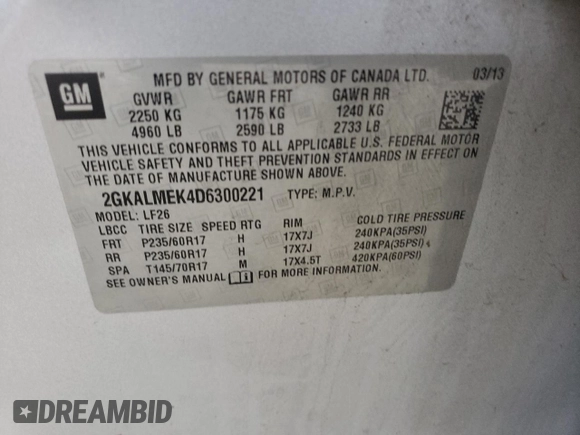 GM
MFD BY GENERAL MOTORS OF CANADA LTD. 03/13
GVWR GAWR FRT GAWR RR
2250 KG 1175 KG 1240 KG
4960 LB 2590 LB 2733 LB
THIS VEHICLE CONFORMS TO ALL APPLICABLE U.S. FEDERAL MOTOR
VEHICLE SAFETY AND THEFT PREVENTION STANDARDS IN EFFECT ON
THE DATE OF MANUFACTURE SHOWN ABOVE.
2GKALMEK4D6300221 TYPE: M.P.V.
MODEL: LF26
LBCC TIRE SIZE SPEED RTG RIM COLD TIRE PRESSURE
FRT P235/60R17 H 17X7J 240KPA(35PSI)
RR P235/60R17 H 17X7J 240KPA(35PSI)
SPA T145/70R17 M 17X4.5T 420KPA(60PSI)
SEE OWNER'S MANUAL FOR MORE INFORMATION.
DREAMBID